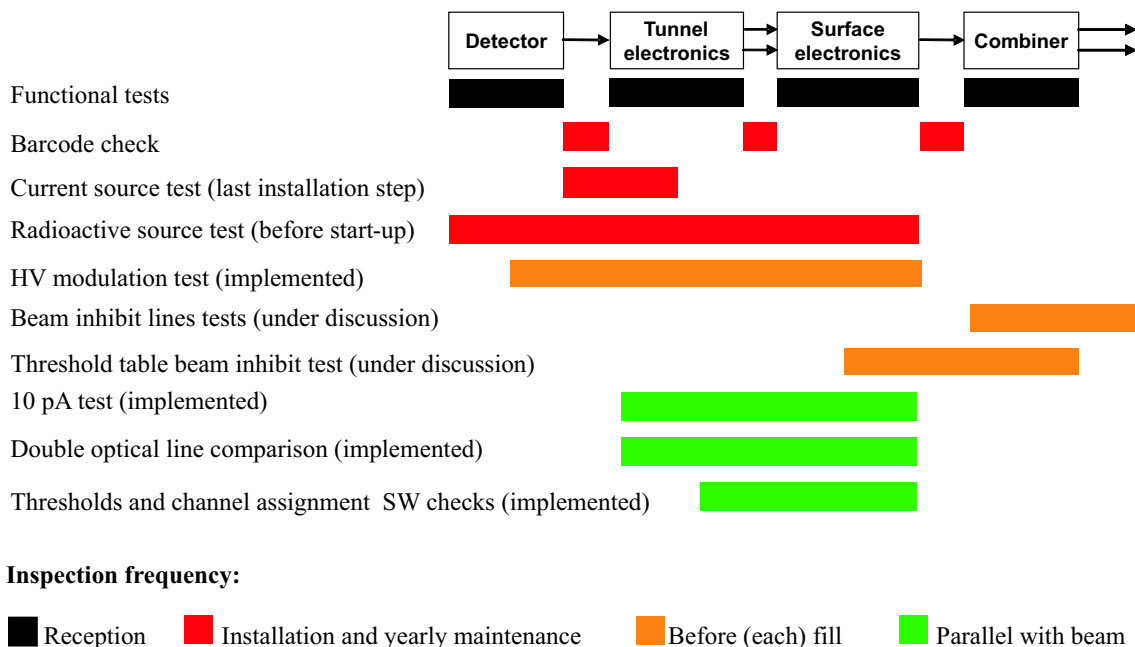 Detector
Tunnel
electronics
Surface
electronics
Combiner
Functional tests
Barcode check
Current source test (last installation step)
Radioactive source test (before start-up)
HV modulation test (implemented)
Beam inhibit lines tests (under discussion)
Threshold table beam inhibit test (under discussion)
10 pA test (implemented)
Double optical line comparison (implemented)
Thresholds and channel assignment SW checks (implemented)
Inspection frequency:
Reception
Installation and yearly maintenance
Before (each) fill
Parallel with beam